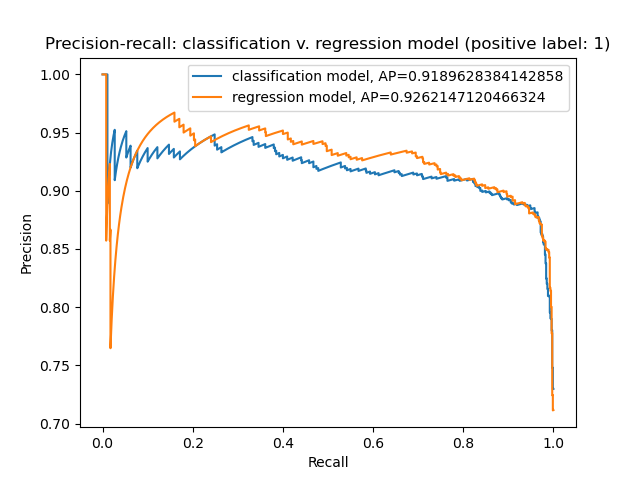 Precision-recall: classification v. regression model (positive label: 1)
classification model, AP=0.9189628384142858
regression model, AP=0.9262147120466324
1.00
0.95
0.90
0.85
0.80
0.75
0.70
Precision
0.0 0.2 0.4 0.6 0.8 1.0
Recall